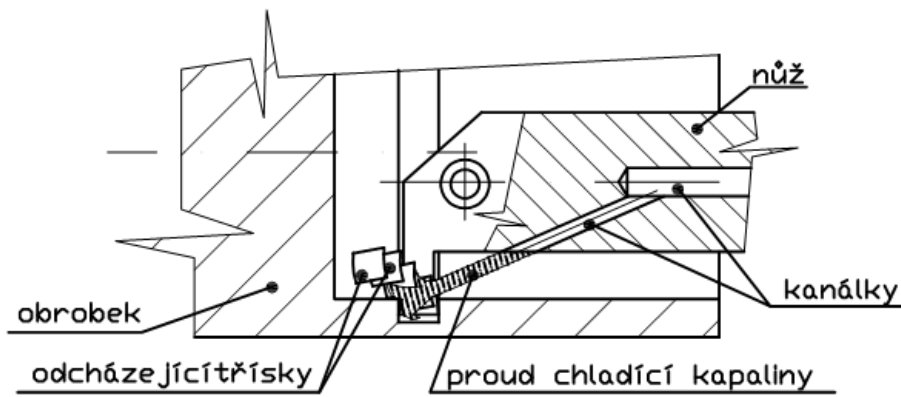 nůž
kanálky
obrobek
odcházejícítřísky
proud chladící kapaliny